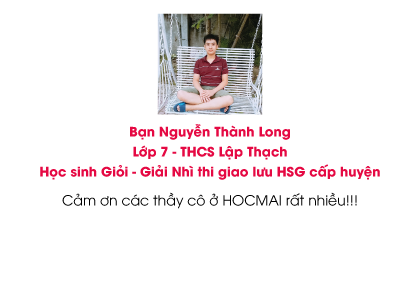 Bạn Nguyễn Thành Long
Lớp 7 - THCS Lập Thạch
Học sinh Giỏi - Giải Nhì thi giao lưu HSG cấp huyện
Cảm ơn các thầy cô ở HOCMAI rất nhiều!!!